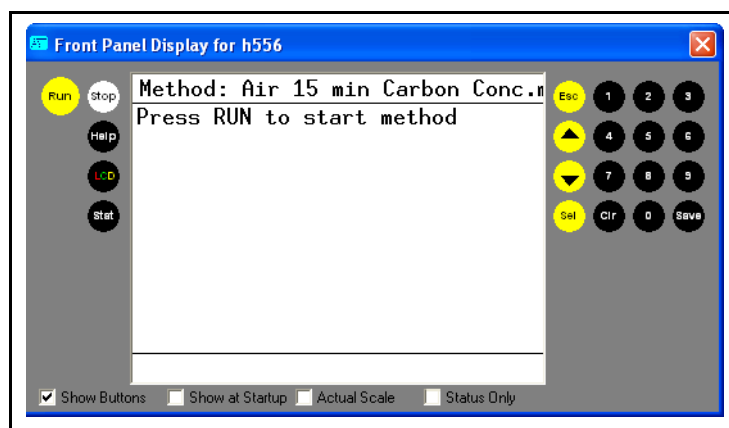 Front Panel Display for h556
Run Stop Method: Air 15 min Carbon Conc.m Esc 1 2 3
Press RUN to start method
Help 4 5 6
LCD 7 8 9
Stat Sel Clr 0 Save
Show Buttons Show at Startup Actual Scale Status Only